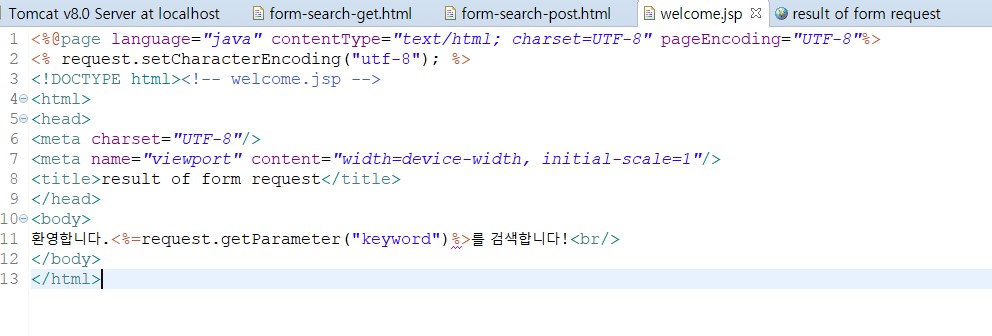 Tomcat v8.0 Server at localhost form-search-get.html form-search-post.html welcome.jsp result of form request
1 <%@page language="java" contentType="text/html; charset=UTF-8" pageEncoding="UTF-8"%>
2 <% request.setCharacterEncoding("utf-8"); %>
3 <!DOCTYPE html><!-- welcome.jsp -->
4 <html>
5 <head>
6 <meta charset="UTF-8"/>
7 <meta name="viewport" content="width=device-width, initial-scale=1"/>
8 <title>result of form request</title>
9 </head>
10 <body>
11 환영합니다.<%=request.getParameter("keyword")%>를 검색합니다!<br/>
12 </body>
13 </html>